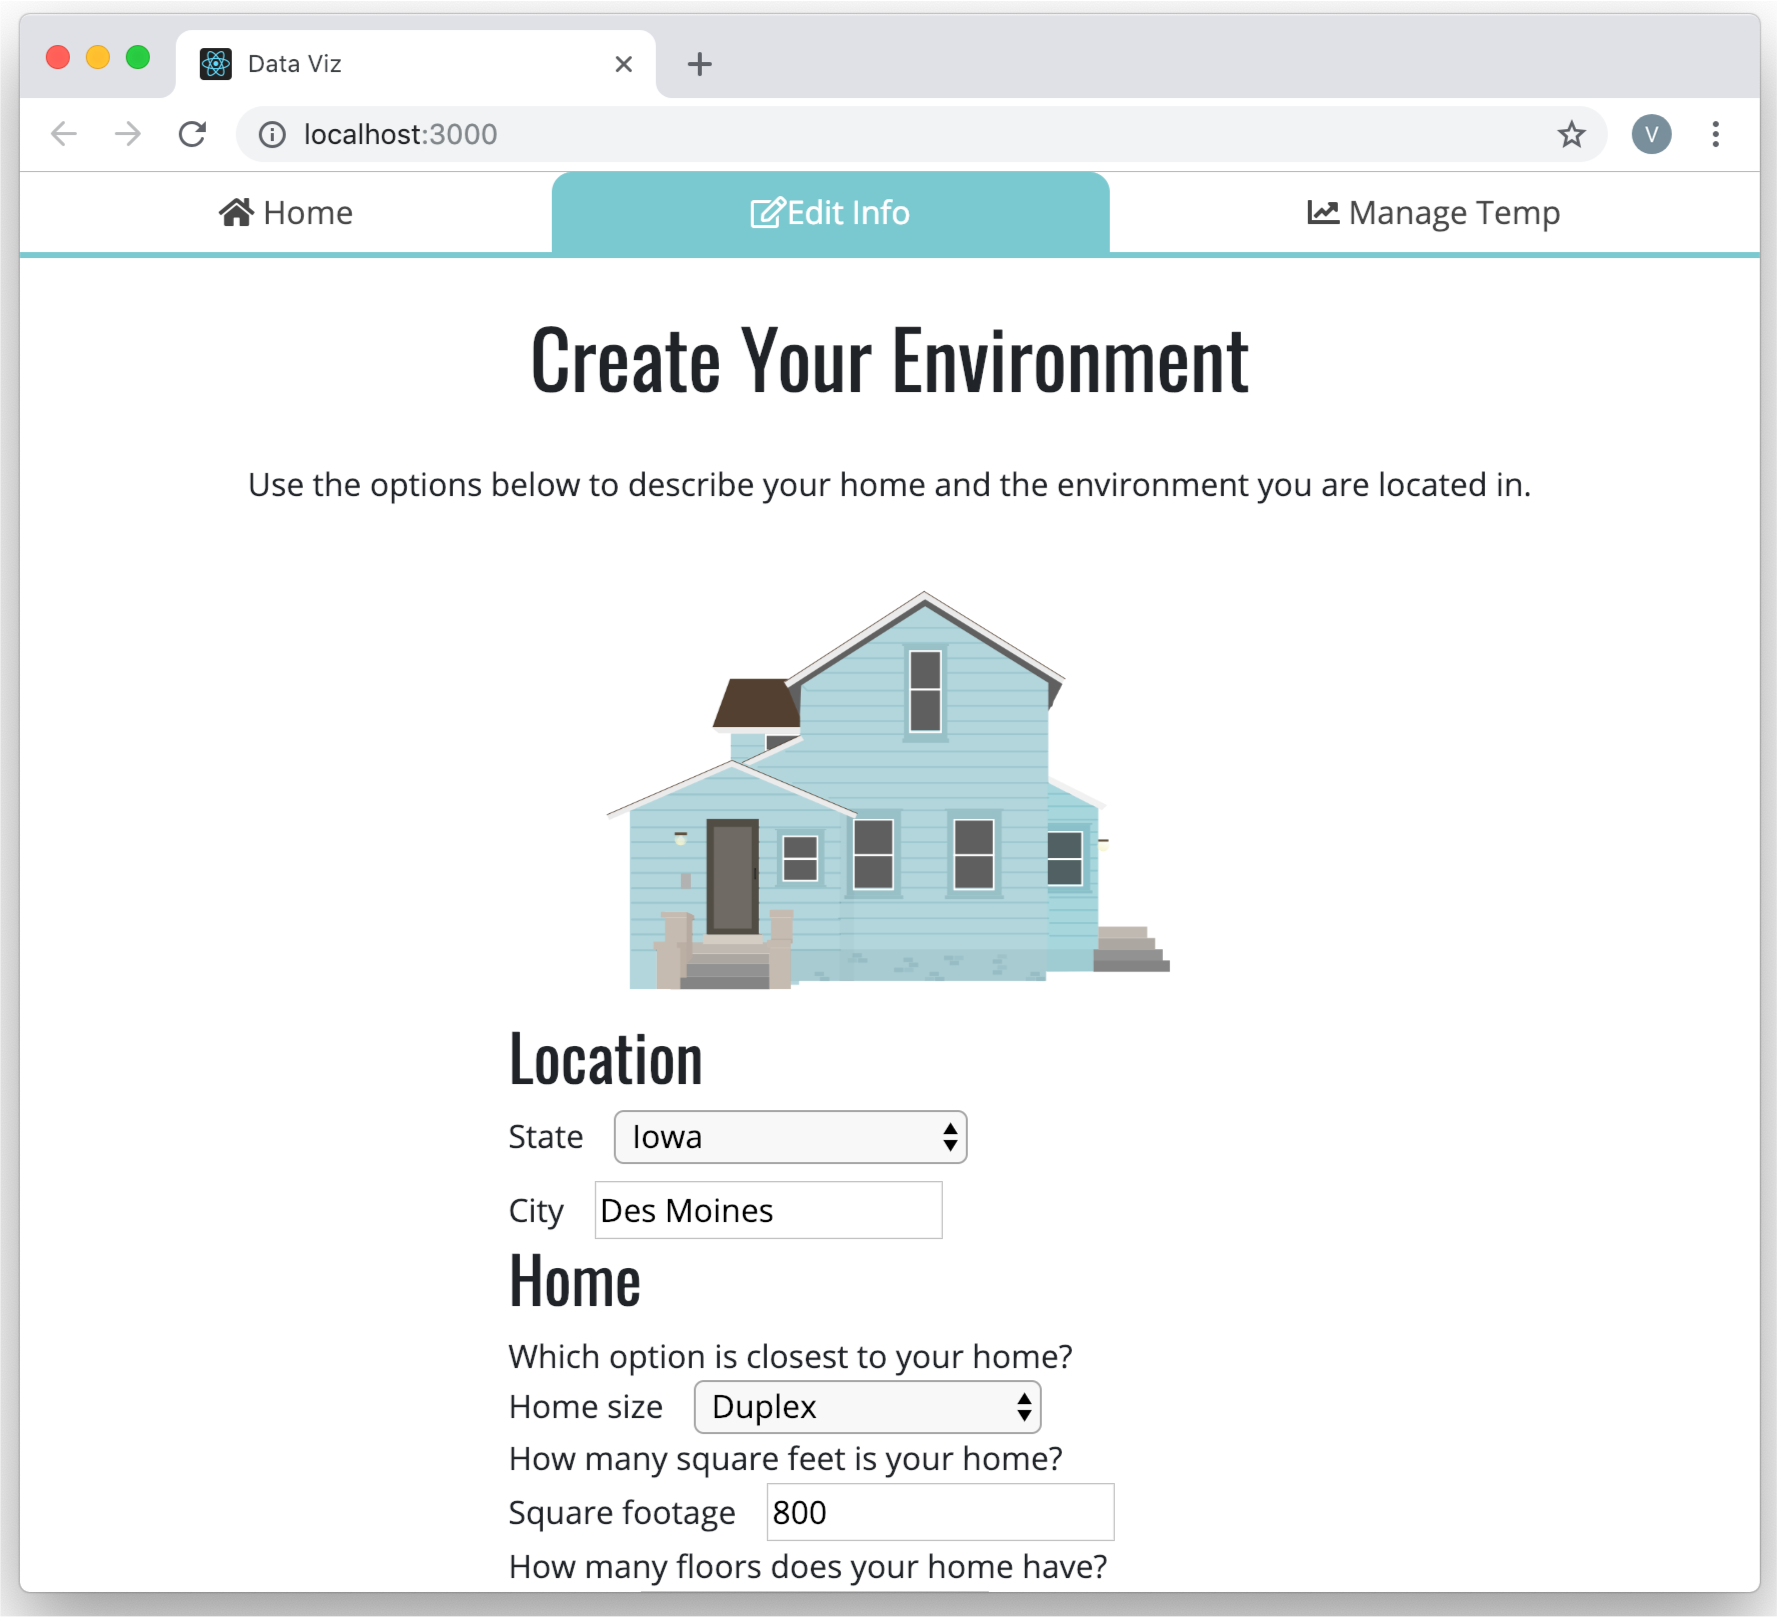 Data Viz
localhost:3000
V
Home
Edit Info
Manage Temp
Create Your Environment
Use the options below to describe your home and the environment you are located in.
Location
State Iowa
City Des Moines
Home
Which option is closest to your home?
Home size Duplex
How many square feet is your home?
Square footage 800
How many floors does your home have?